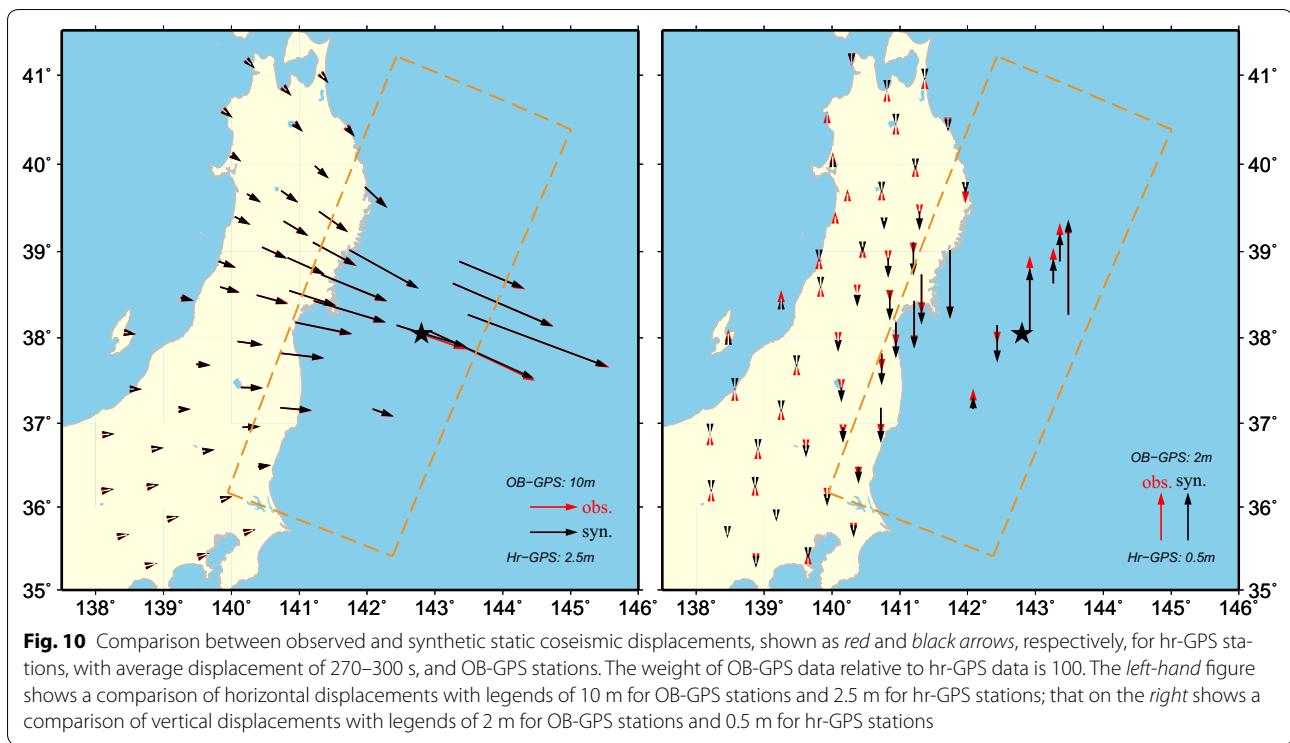 41˚
40˚
39˚
38˚
37˚
36˚
35˚
138˚ 139˚ 140˚ 141˚ 142˚ 143˚ 144˚ 145˚ 146˚
OB−GPS: 10m
obs.
syn.
Hr−GPS: 2.5m
138˚ 139˚ 140˚ 141˚ 142˚ 143˚ 144˚ 145˚ 146˚
OB−GPS: 2m
obs. syn.
Hr−GPS: 0.5m
41˚
40˚
39˚
38˚
37˚
36˚
35˚
Fig. 10 Comparison between observed and synthetic static coseismic displacements, shown as red and black arrows, respectively, for hr-GPS sta-
tions, with average displacement of 270–300 s, and OB-GPS stations. The weight of OB-GPS data relative to hr-GPS data is 100. The left-hand figure
shows a comparison of horizontal displacements with legends of 10 m for OB-GPS stations and 2.5 m for hr-GPS stations; that on the right shows a
comparison of vertical displacements with legends of 2 m for OB-GPS stations and 0.5 m for hr-GPS stations